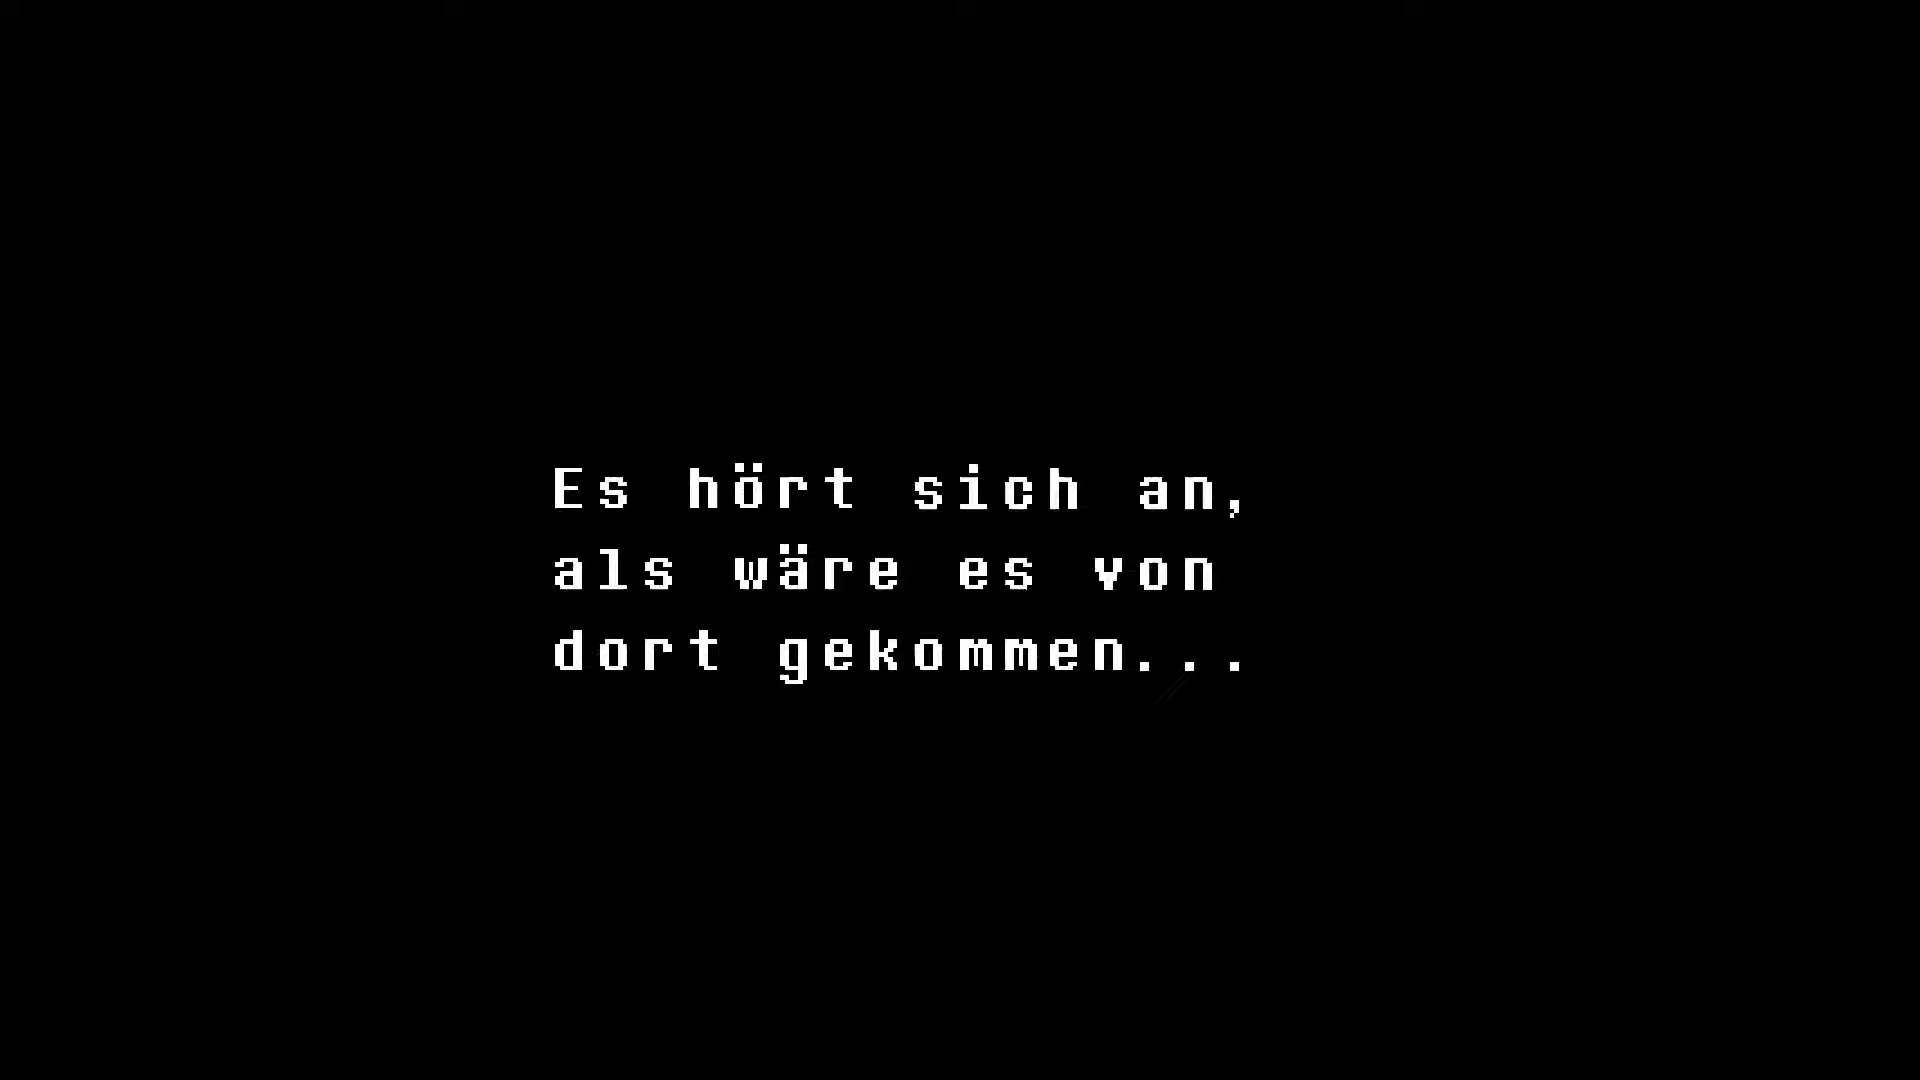 Es hört sich an,
als wäre es von
dort gekommen...